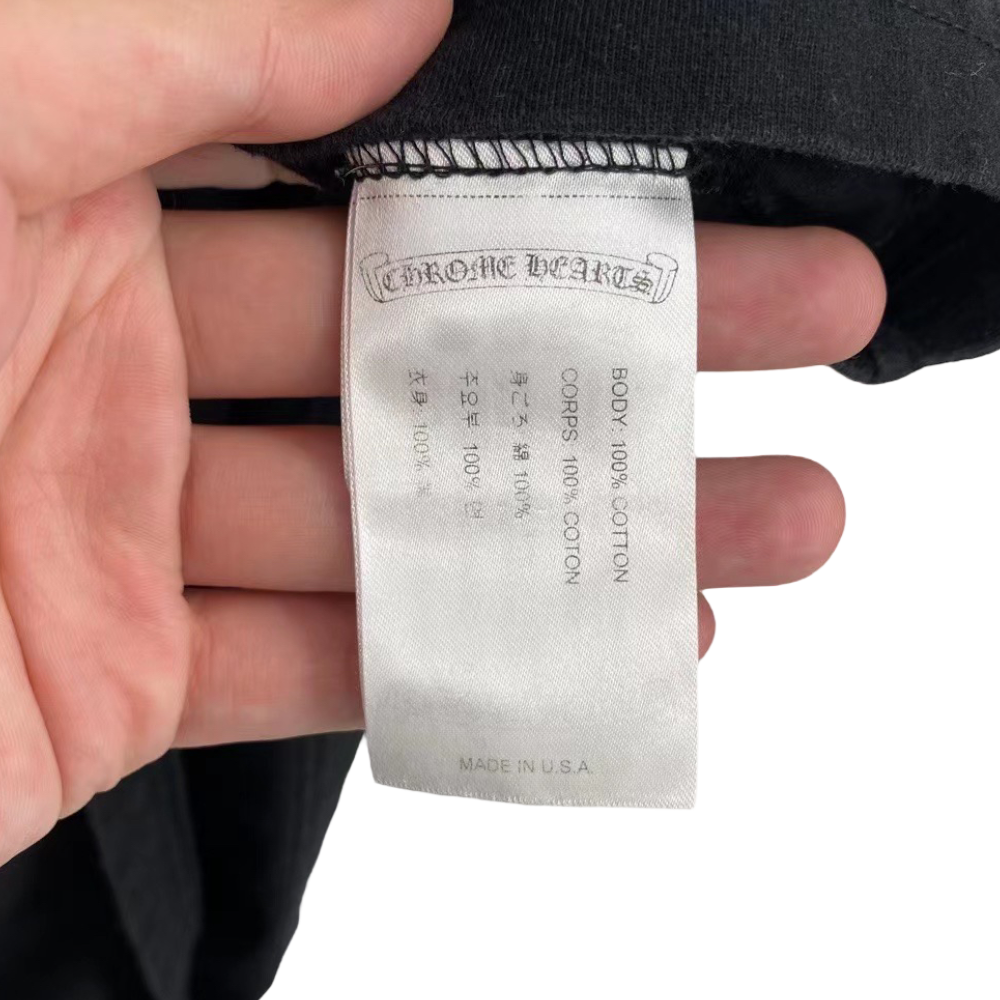 CHROME HEARTS
BODY: 100% COTTON
CORPS 100% COTON
身ごろ 綿 100%
주요부 100% 면
衣身: 100%
MADE IN U.S.A.